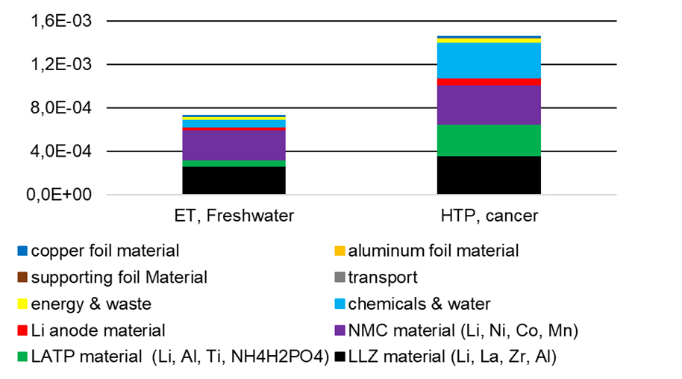 1,6E-03
1,2E-03
8,0E-04
4,0E-04
0,0E+00
ET, Freshwater HTP, cancer
copper foil material aluminum foil material
supporting foil Material transport
energy & waste chemicals & water
Li anode material NMC material (Li, Ni, Co, Mn)
LATP material (Li, Al, Ti, NH4H2PO4) LLZ material (Li, La, Zr, Al)